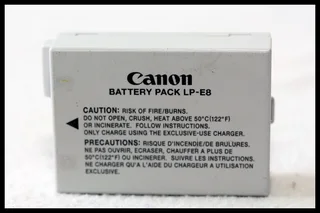 Canon
BATTERY PACK LP-E8
CAUTION: RISK OF FIRE/BURNS.
DO NOT OPEN, CRUSH, HEAT ABOVE 50°C(122°F)
OR INCINERATE. FOLLOW INSTRUCTIONS.
ONLY CHARGE USING THE EXCLUSIVE-USE CHARGER.
PRÉCAUTIONS: RISQUE D'INCENDIE/DE BRULURES.
NE PAS OUVRIR, ECRASER, CHAUFFER A PLUS DE
50°C(122°F) OU INCINERER. SUIVRE LES INSTRUCTIONS.
NE CHARGER QU'A L'AIDE DU CHARGEUR A UTILISATION
EXCLUSIVE.